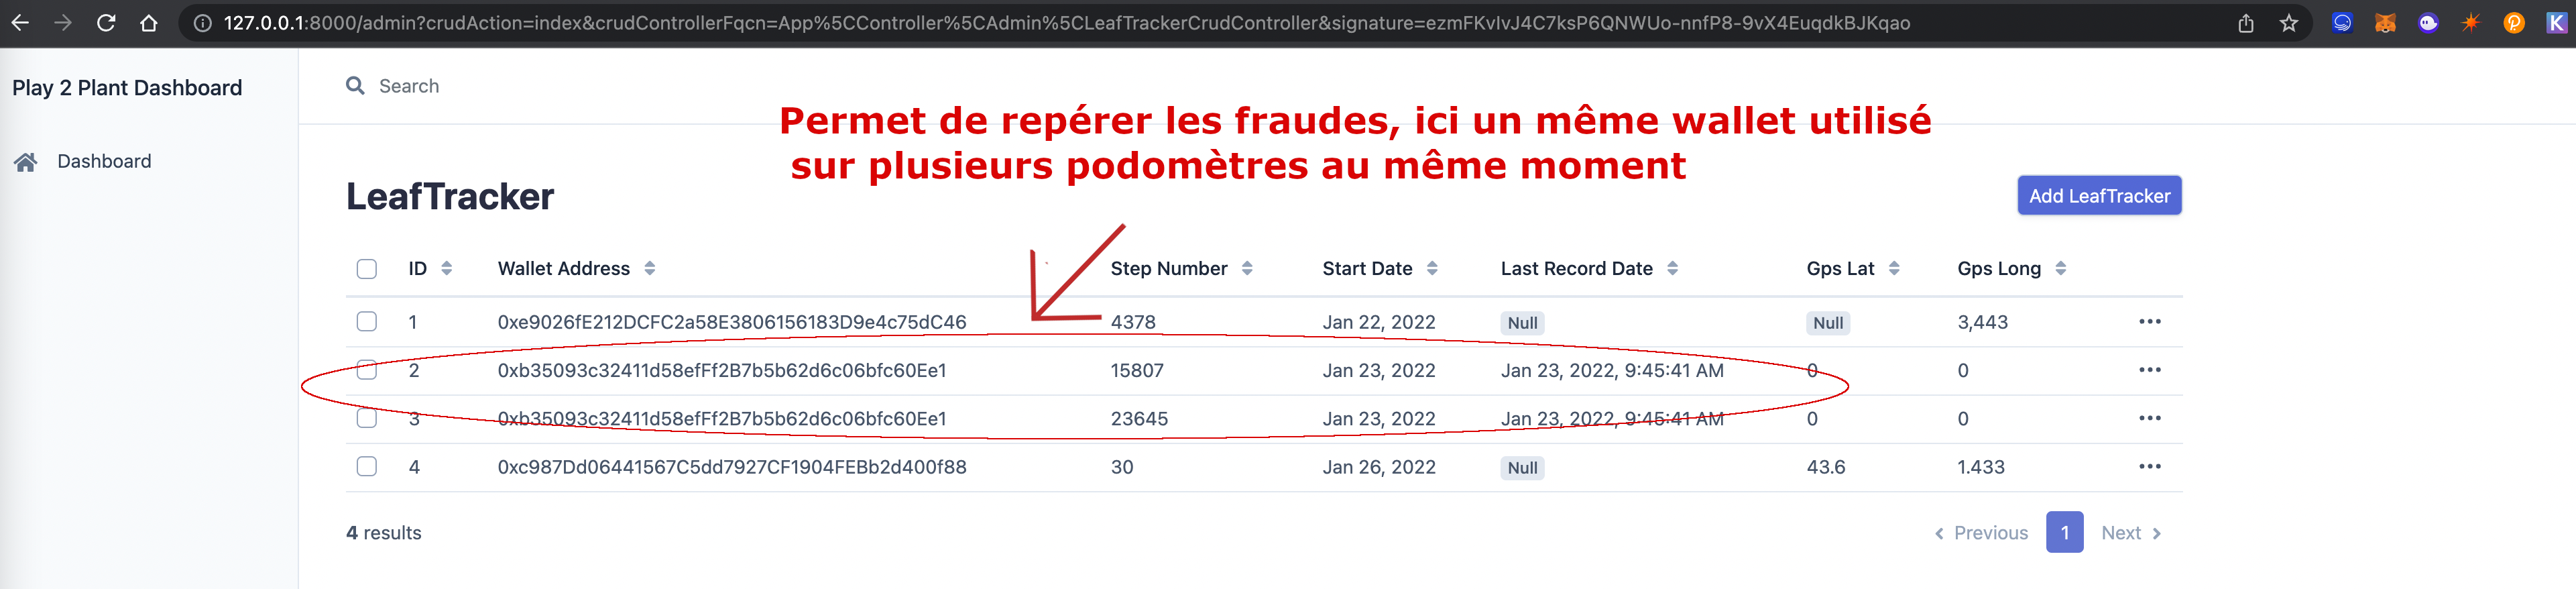 127.0.0.1:8000/admin?crudAction=index&crudControllerFqcn=App%5CController%5CAdmin%5CLeafTrackerCrudController&signature=ezmFKvIvJ4C7ksP6QNWUo-nnfP8-9vX4EuqdkBJKqao
Play 2 Plant Dashboard
Search
Permet de repérer les fraudes, ici un même wallet utilisé
sur plusieurs podomètres au même moment
Dashboard
LeafTracker
Add LeafTracker
ID Wallet Address Step Number Start Date Last Record Date Gps Lat Gps Long
1 0xe9026fE212DCFC2a58E3806156183D9e4c75dC46 4378 Jan 22, 2022 Null Null 3,443
2 0xb35093c32411d58efFf2B7b5b62d6c06bfc60Ee1 15807 Jan 23, 2022 Jan 23, 2022, 9:45:41 AM 0 0
3 0xb35093c32411d58efFf2B7b5b62d6c06bfc60Ee1 23645 Jan 23, 2022 Jan 23, 2022, 9:45:41 AM 0 0
4 0xc987Dd06441567C5dd7927CF1904FEBb2d400f88 30 Jan 26, 2022 Null 43.6 1.433
4 results
Previous 1 Next